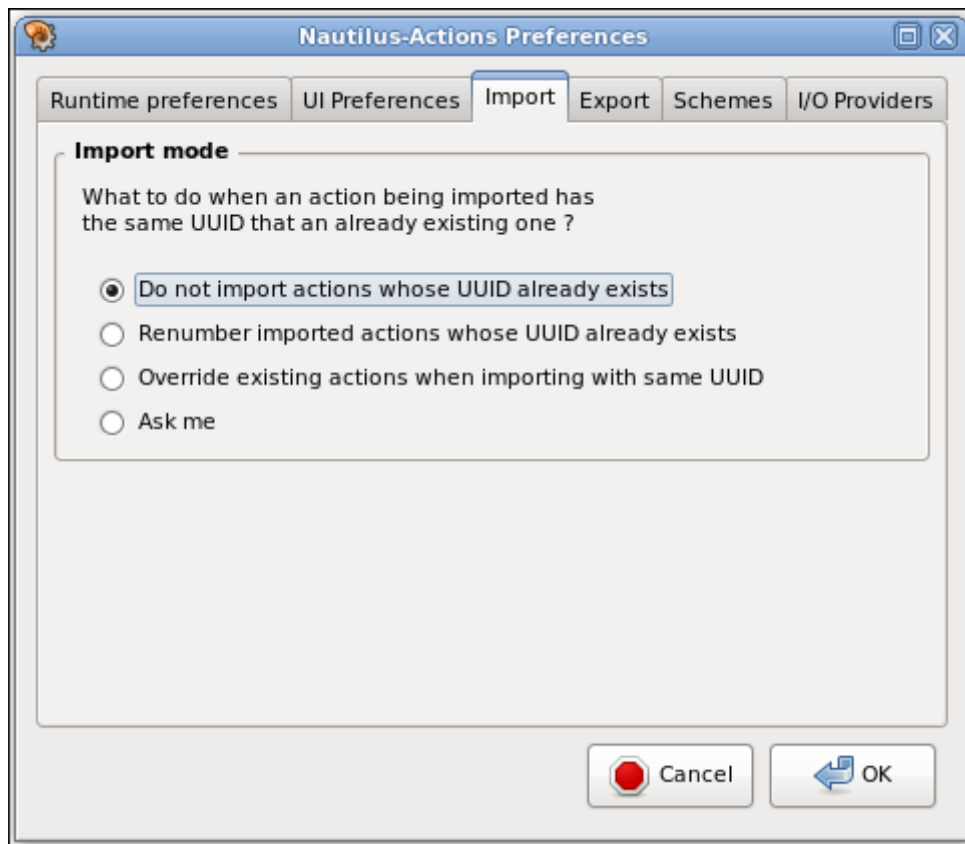 Nautilus-Actions Preferences
Runtime preferences UI Preferences Import Export Schemes I/O Providers
Import mode
What to do when an action being imported has
the same UUID that an already existing one ?
Do not import actions whose UUID already exists
Renumber imported actions whose UUID already exists
Override existing actions when importing with same UUID
Ask me
Cancel OK